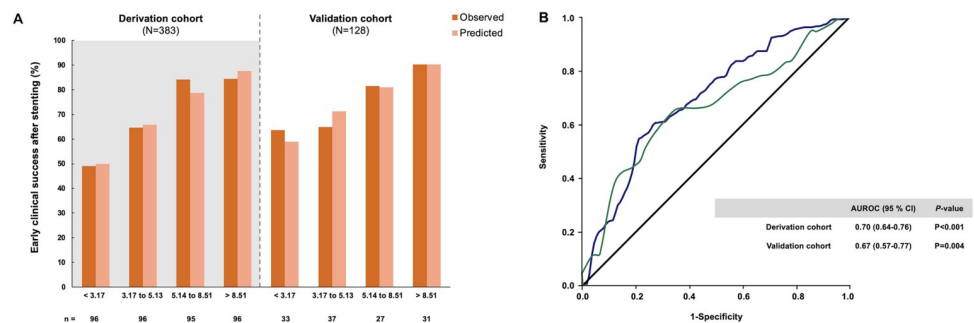 A
Derivation cohort
(N=383)
Validation cohort
(N=128)
Observed
Predicted
Early clinical success after stenting (%)
100
90
80
70
60
50
40
30
20
10
0
< 3.17 3.17 to 5.13 5.14 to 8.51 > 8.51 < 3.17 3.17 to 5.13 5.14 to 8.51 > 8.51
n = 96 96 95 96 33 37 27 31
B
Sensitivity
1.0
0.8
0.6
0.4
0.2
0.0
0.0 0.2 0.4 0.6 0.8 1.0
1-Specificity
AUROC (95 % CI) P-value
Derivation cohort 0.70 (0.64-0.76) P<0.001
Validation cohort 0.67 (0.57-0.77) P=0.004